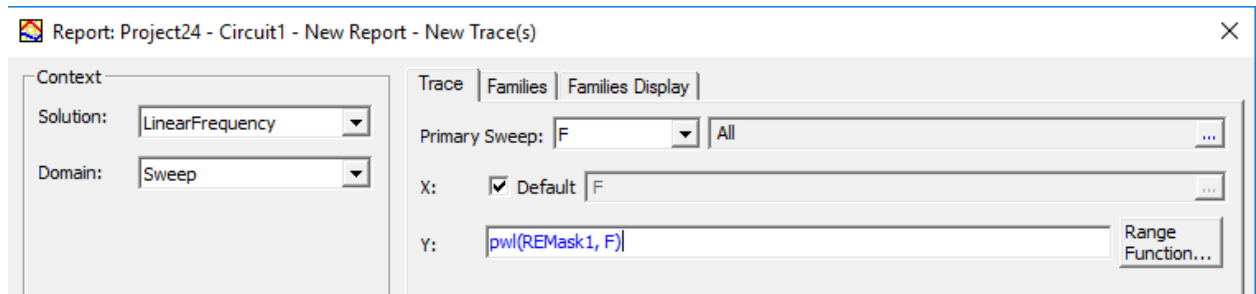 Report: Project24 - Circuit1 - New Report - New Trace(s)
Context
Solution: LinearFrequency
Domain: Sweep
Trace Families Families Display
Primary Sweep: F All ...
X: Default F ...
Y: pwl(REMask1, F)
Range
Function...